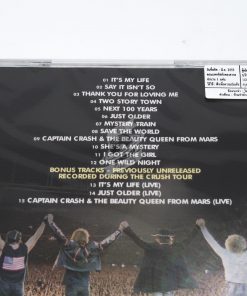 01 IT'S MY LIFE
02 SAY IT ISN'T SO
03 THANK YOU FOR LOVING ME
04 TWO STORY TOWN
05 NEXT 100 YEARS
06 JUST OLDER
07 MYSTERY TRAIN
08 SAVE THE WORLD
09 CAPTAIN CRASH & THE BEAUTY QUEEN FROM MARS
10 SHE'S A MYSTERY
11 I GOT THE GIRL
12 ONE WILD NIGHT
BONUS TRACKS - PREVIOUSLY UNRELEASED
RECORDED DURING THE CRUSH TOUR
13 IT'S MY LIFE (LIVE)
14 JUST OLDER (LIVE)
15 CAPTAIN CRASH & THE BEAUTY QUEEN FROM MARS (LIVE)